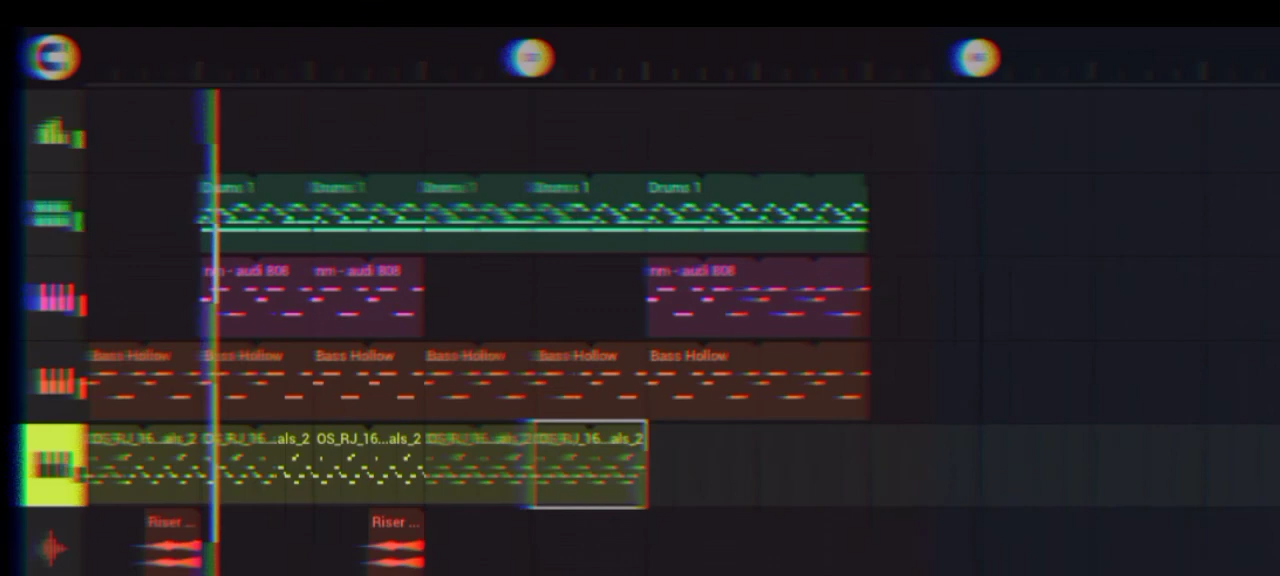 Drums 1 Drums 1 Drums 1 Drums 1 Drums 1
nm - audi 808 nm - audi 808 nm - audi 808
Bass Hollow Bass Hollow Bass Hollow Bass Hollow Bass Hollow Bass Hollow
OS_RJ_16...als_2 OS_RJ_16...als_2 OS_RJ_16...als_2 OS_RJ_16...als_2 OS_RJ_16...als_2
Riser ... Riser ...